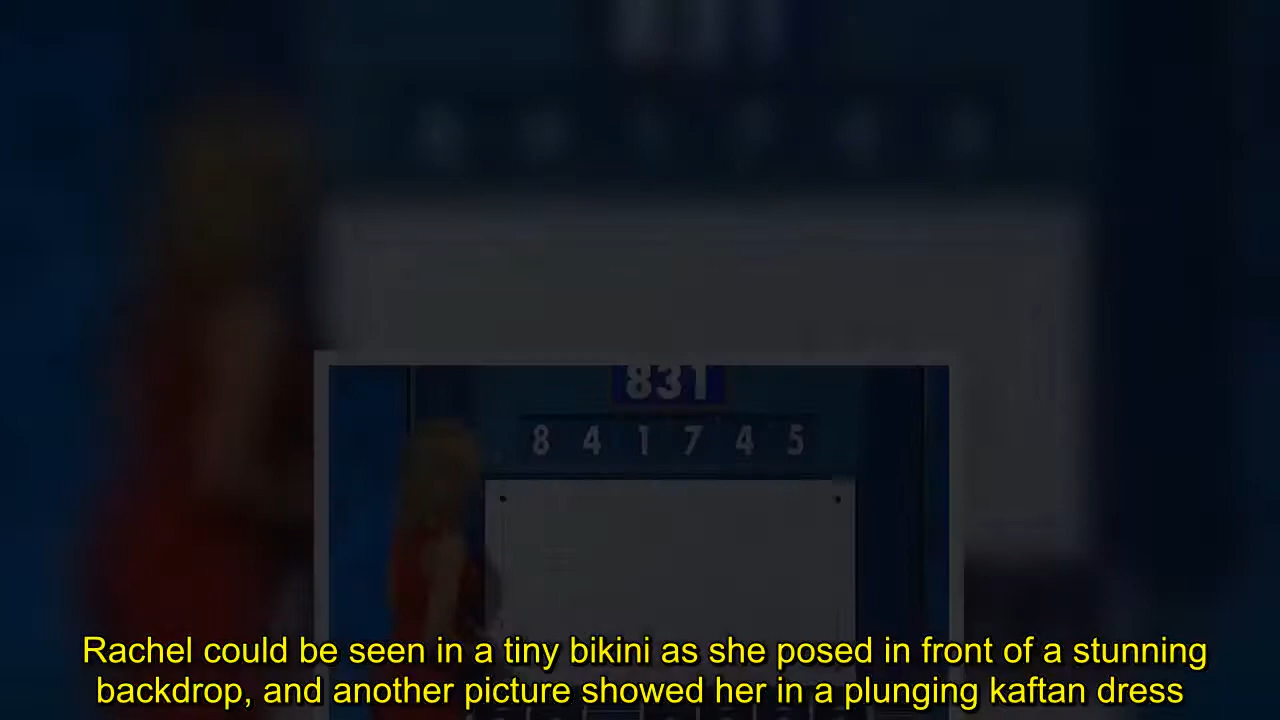 831
8 4 1 7 4 5
Rachel could be seen in a tiny bikini as she posed in front of a stunning
backdrop, and another picture showed her in a plunging kaftan dress